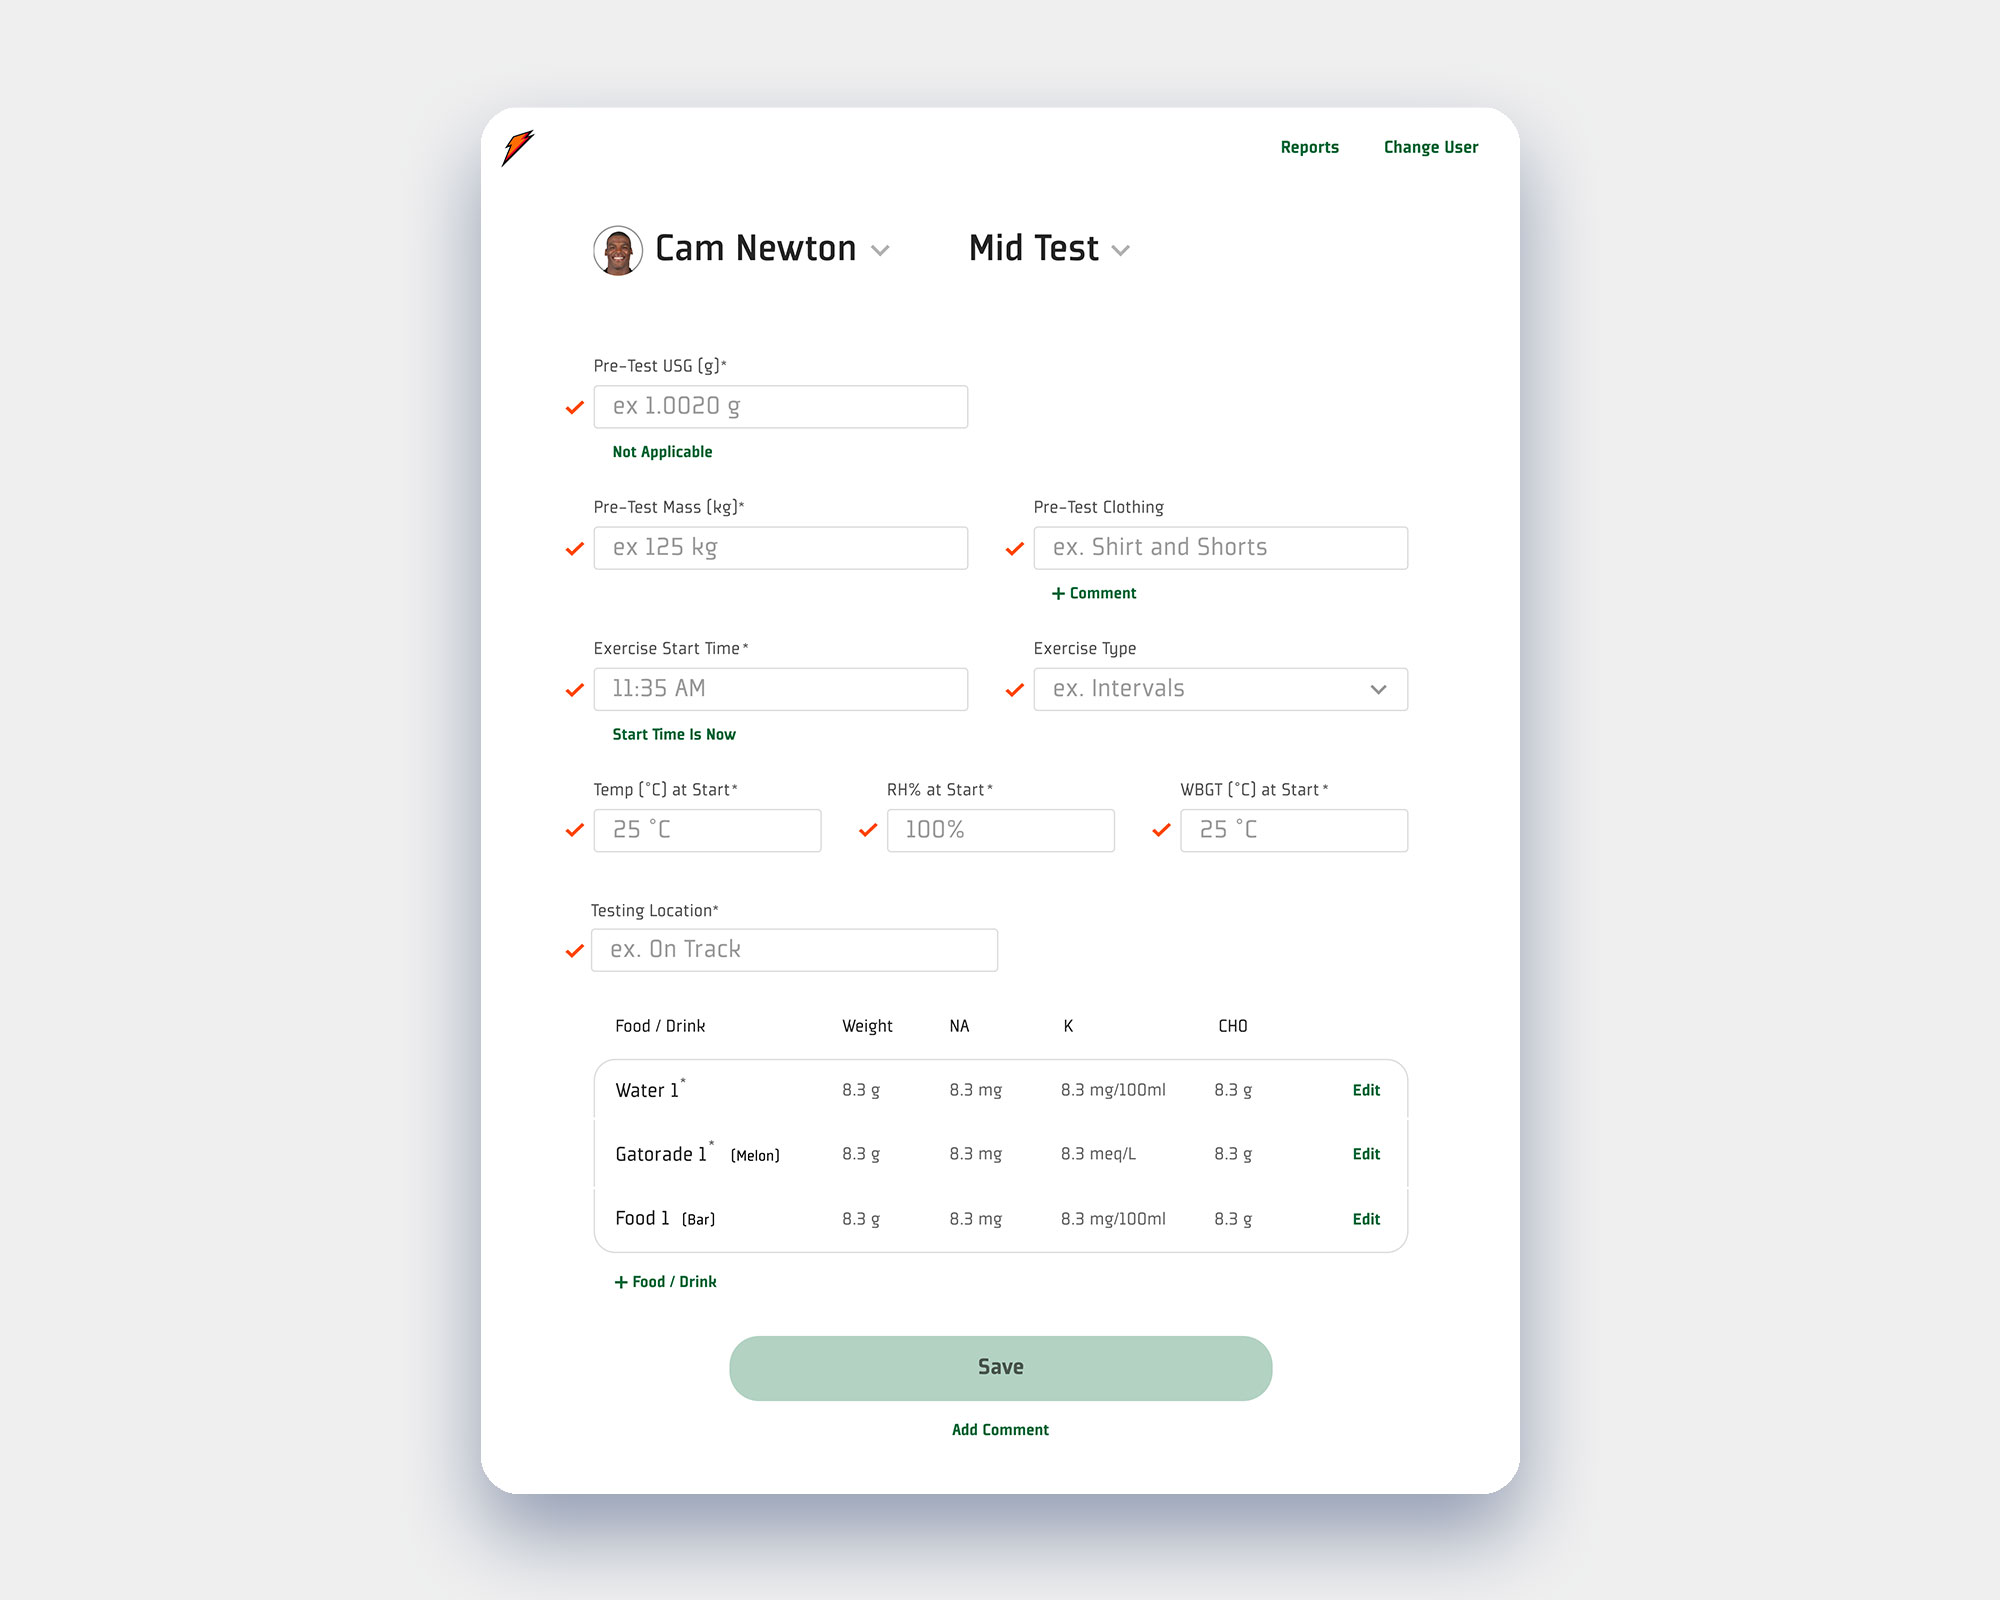 Reports Change User
Cam Newton Mid Test
Pre-Test USG (g)*
ex 1.0020 g
Not Applicable
Pre-Test Mass (kg)* Pre-Test Clothing
ex 125 kg ex. Shirt and Shorts
+ Comment
Exercise Start Time* Exercise Type
11:35 AM ex. Intervals
Start Time Is Now
Temp (°C) at Start* RH% at Start* WBGT (°C) at Start*
25 °C 100% 25 °C
Testing Location*
ex. On Track
Food / Drink Weight NA K CHO
Water 1* 8.3 g 8.3 mg 8.3 mg/100ml 8.3 g Edit
Gatorade 1* (Melon) 8.3 g 8.3 mg 8.3 meq/L 8.3 g Edit
Food 1 (Bar) 8.3 g 8.3 mg 8.3 mg/100ml 8.3 g Edit
+ Food / Drink
Save
Add Comment